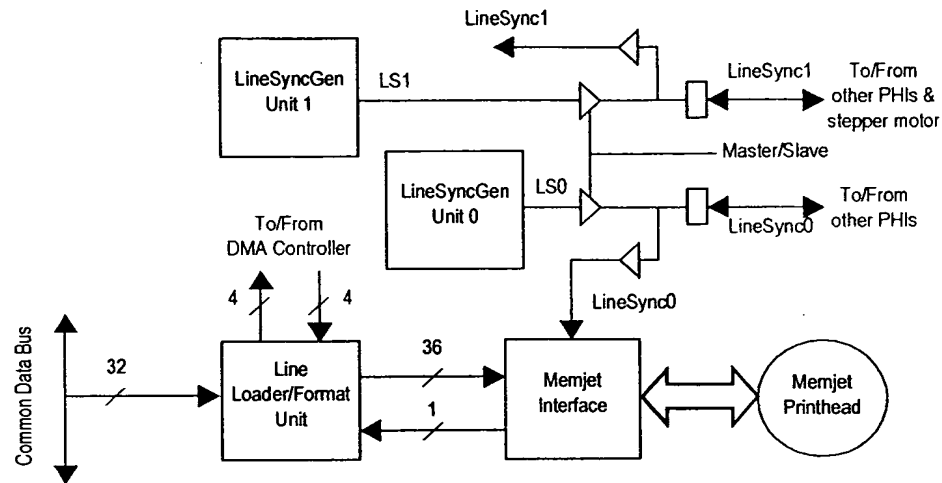 LineSync1
LineSyncGen
Unit 1
LS1
LineSync1
To/From
other PHIs &
stepper motor
Master/Slave
LineSyncGen
Unit 0
LS0
LineSync0
To/From
other PHIs
To/From
DMA Controller
4
4
LineSync0
Common Data Bus
32
Line
Loader/Format
Unit
36
1
Memjet
Interface
Memjet
Printhead